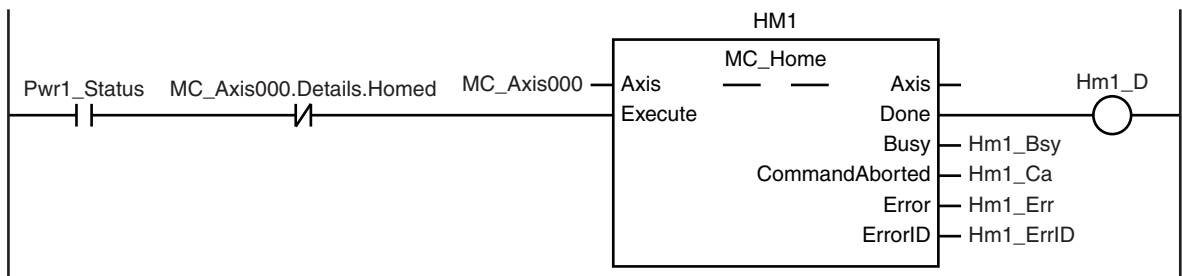 HM1
MC_Home
Pwr1_Status MC_Axis000.Details.Homed MC_Axis000 Axis Axis Hm1_D
Execute Done
Busy Hm1_Bsy
CommandAborted Hm1_Ca
Error Hm1_Err
ErrorID Hm1_ErrID